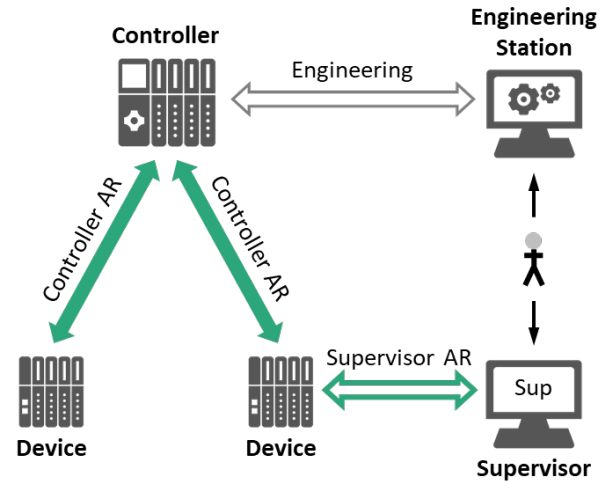 Engineering
Station
Controller
Engineering
Controller AR
Controller AR
Supervisor AR
Sup
Device
Device
Supervisor